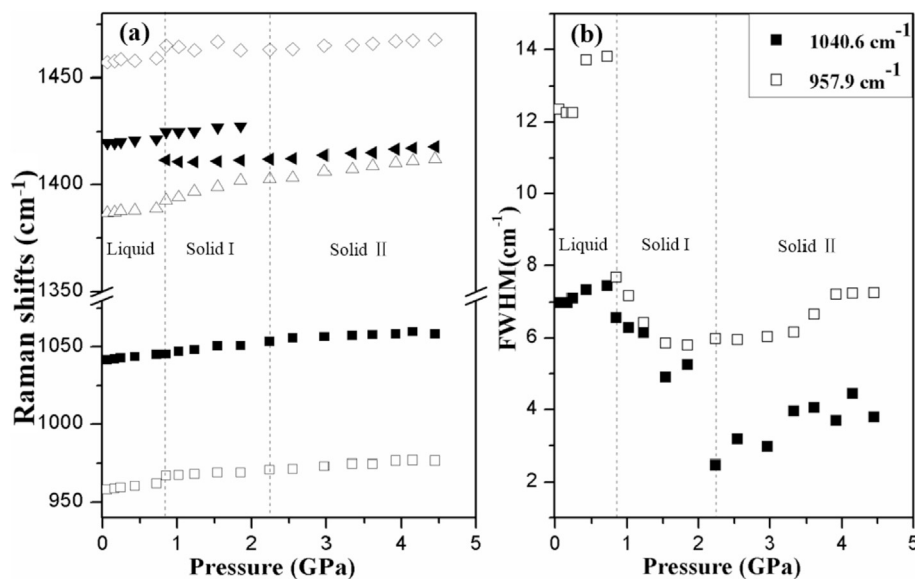 (a)
Raman shifts (cm⁻¹)
1450
1400
1350
1050
1000
950
Liquid
Solid I
Solid II
0
1
2
3
4
5
Pressure (GPa)
(b)
1040.6 cm⁻¹
957.9 cm⁻¹
FWHM(cm⁻¹)
14
12
10
8
6
4
2
Liquid
Solid I
Solid II
0
1
2
3
4
5
Pressure (GPa)